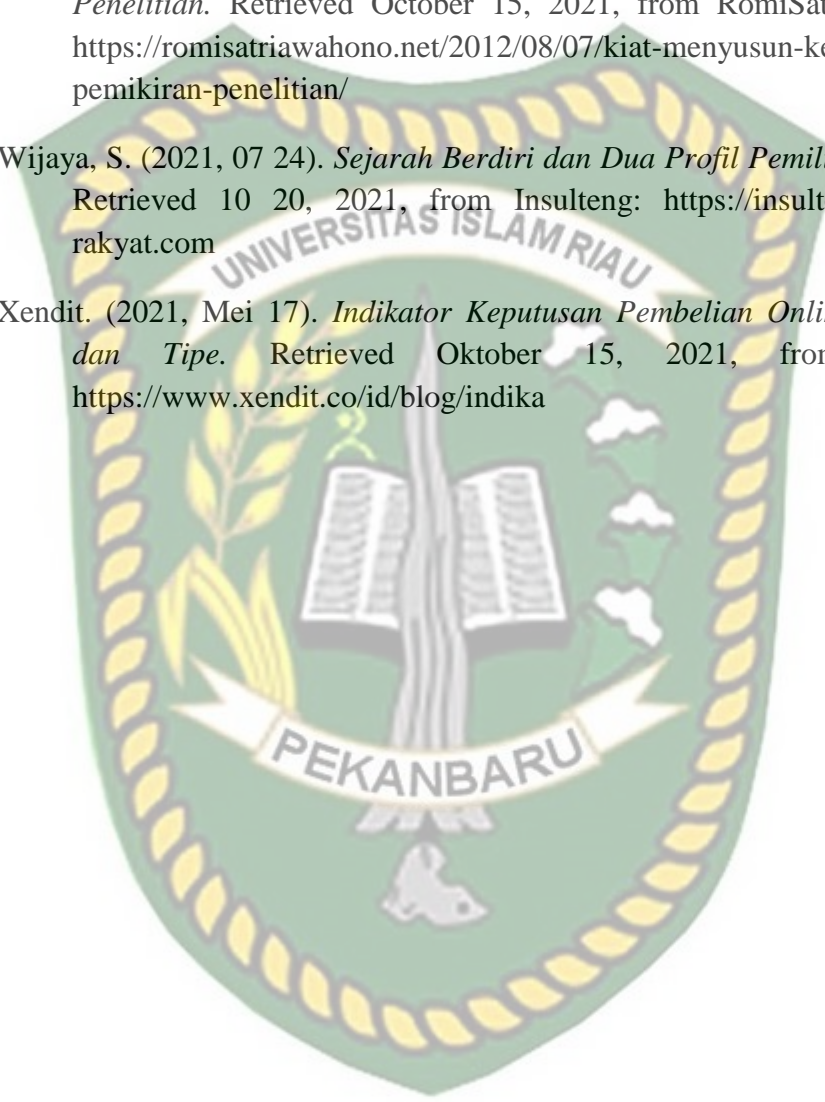 Penelitian. Retrieved October 15, 2021, from RomiSat
https://romisatriawahono.net/2012/08/07/kiat-menyusun-ke
pemikiran-penelitian/
Wijaya, S. (2021, 07 24). Sejarah Berdiri dan Dua Profil Pemil
Retrieved 10 20, 2021, from Insulteng: https://insult
rakyat.com
UNIVERSITAS ISLAM RIAU
Xendit. (2021, Mei 17). Indikator Keputusan Pembelian Onli
dan Tipe. Retrieved Oktober 15, 2021, from
https://www.xendit.co/id/blog/indika
PEKANBARU